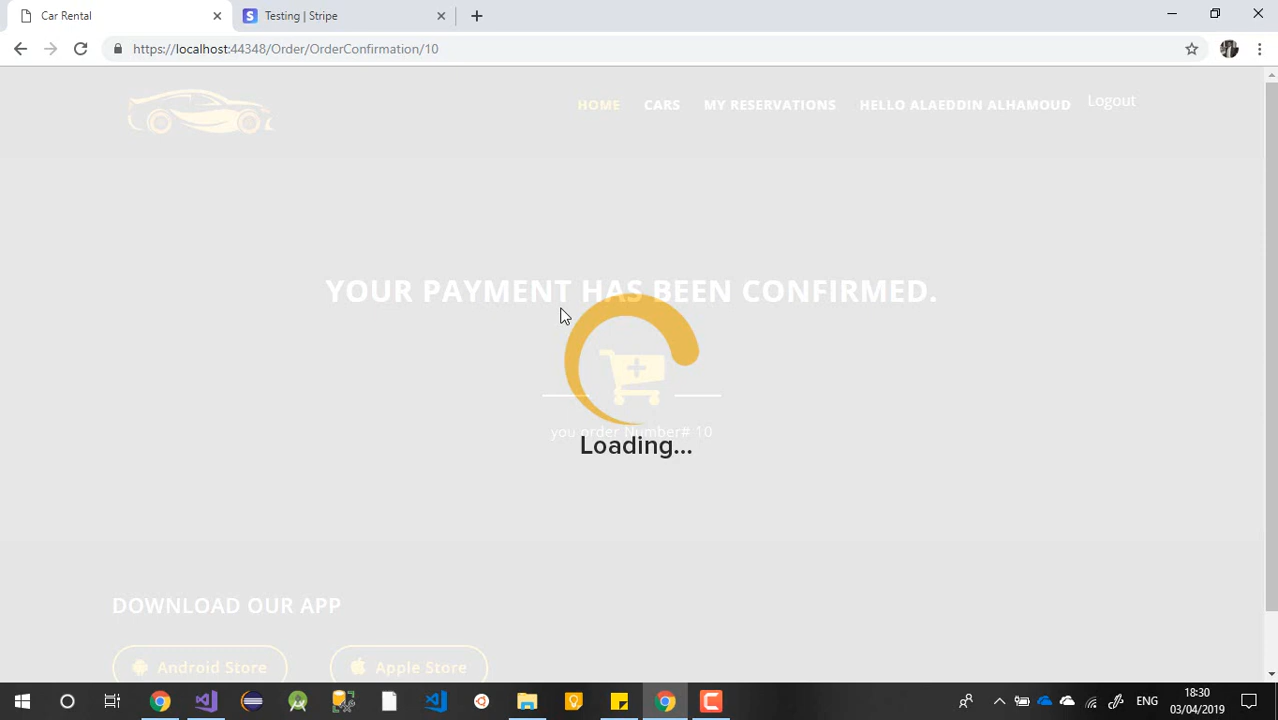 Car Rental
Testing | Stripe
https://localhost:44348/Order/OrderConfirmation/10
HOME CARS MY RESERVATIONS HELLO ALAEDDIN ALHAMOUD Logout
YOUR PAYMENT HAS BEEN CONFIRMED.
you order Number# 10
Loading...
DOWNLOAD OUR APP
Android Store
Apple Store
ENG
18:30
03/04/2019